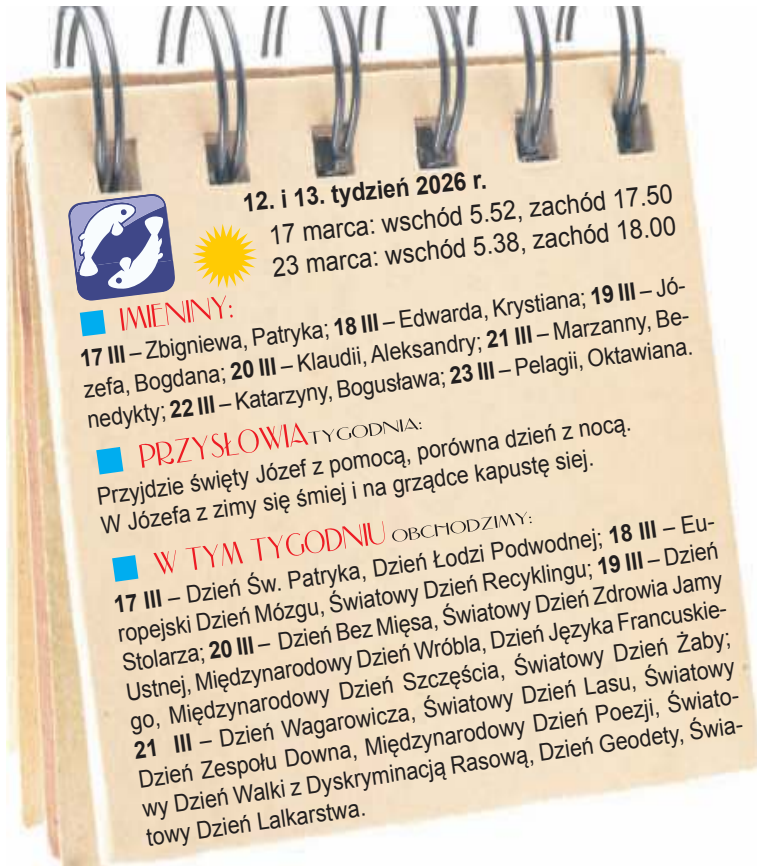 12. i 13. tydzień 2026 r.
17 marca: wschód 5.52, zachód 17.50
23 marca: wschód 5.38, zachód 18.00
IMIENINY:
17 III – Zbigniewa, Patryka; 18 III – Edwarda, Krystiana; 19 III – Jó-
zefa, Bogdana; 20 III – Klaudii, Aleksandry; 21 III – Marzanny, Be-
nedykty; 22 III – Katarzyny, Bogusława; 23 III – Pelagii, Oktawiana.
PRZYSŁOWIA TYGODNIA:
Przyjdzie święty Józef z pomocą, porówna dzień z nocą.
W Józefa z zimy się śmiej i na grządce kapustę siej.
W TYM TYGODNIU OBCHODZIMY:
17 III – Dzień Św. Patryka, Dzień Łodzi Podwodnej; 18 III – Eu-
ropejski Dzień Mózgu, Światowy Dzień Recyklingu; 19 III – Dzień
Stolarza; 20 III – Dzień Bez Mięsa, Światowy Dzień Zdrowia Jamy
Ustnej, Międzynarodowy Dzień Wróbla, Dzień Języka Francuskie-
go, Międzynarodowy Dzień Szczęścia, Światowy Dzień Żaby;
21 III – Dzień Wagarowicza, Światowy Dzień Lasu, Światowy
Dzień Zespołu Downa, Międzynarodowy Dzień Poezji, Świato-
wy Dzień Walki z Dyskryminacją Rasową, Dzień Geodety, Świa-
towy Dzień Lalkarstwa.